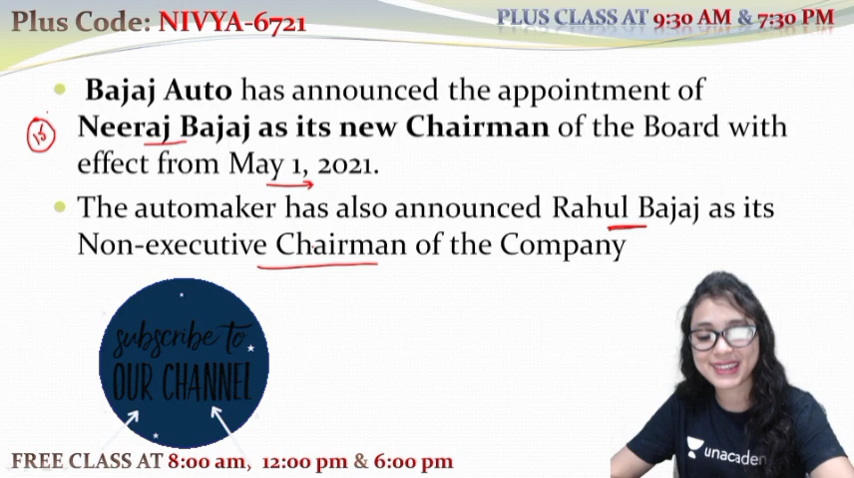 Plus Code: NIVYA-6721
PLUS CLASS AT 9:30 AM & 7:30 PM
Bajaj Auto has announced the appointment of
15
Neeraj Bajaj as its new Chairman of the Board with
effect from May 1, 2021.
The automaker has also announced Rahul Bajaj as its
Non-executive Chairman of the Company
subscribe to
OUR CHANNEL
unacadem
FREE CLASS AT 8:00 am, 12:00 pm & 6:00 pm